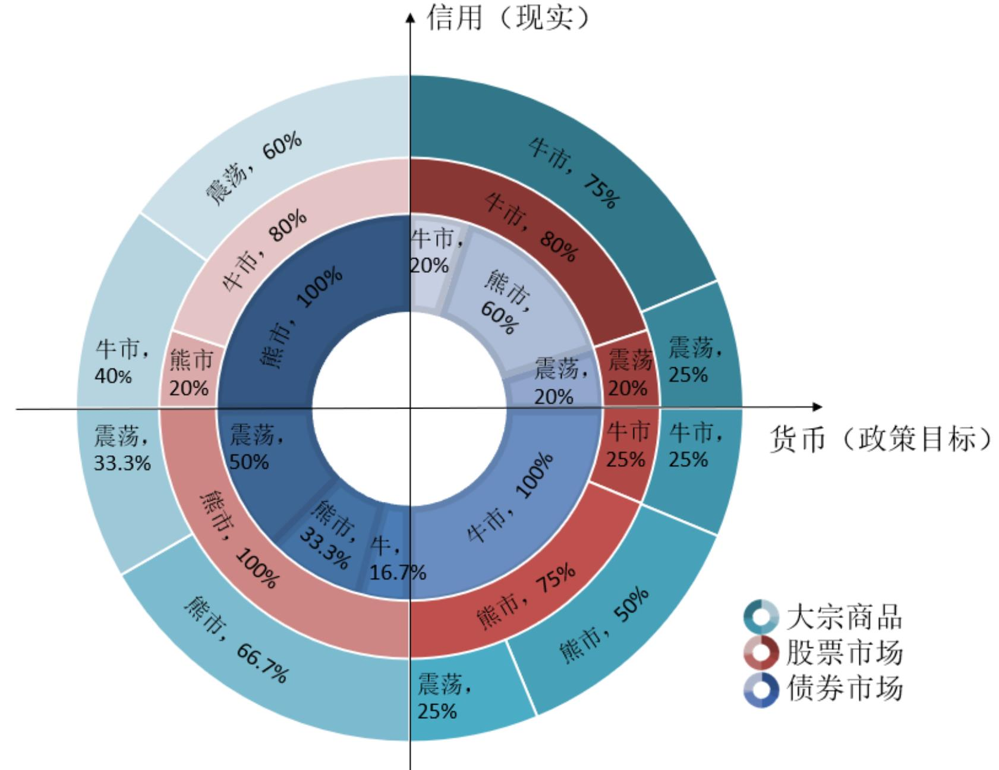 信用（现实）
震荡，60%
牛市，75%
牛市，80%
牛市，80%
熊市，100%
牛市，
20%
熊市，
60%
牛市，
40%
熊市
20%
震荡，
20%
震荡
20%
震荡，
25%
货币（政策目标）
震荡，
33.3%
震荡，
50%
牛市
25%
牛市，
25%
熊市，100%
熊市，
33.3%
牛，
16.7%
牛市，100%
熊市，75%
熊市，66.7%
震荡，
25%
熊市，50%
大宗商品
股票市场
债券市场